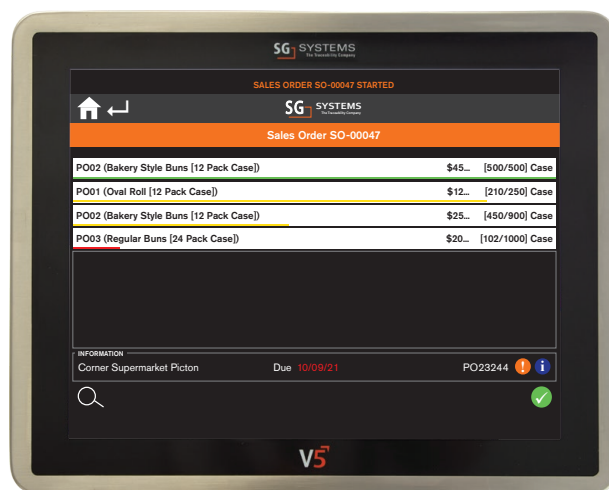 SG SYSTEMS
The Traceability Company
SALES ORDER SO-00047 STARTED
SG SYSTEMS
The Traceability Company
Sales Order SO-00047
PO02 (Bakery Style Buns [12 Pack Case]) $45... [500/500] Case
PO01 (Oval Roll [12 Pack Case]) $12... [210/250] Case
PO02 (Bakery Style Buns [12 Pack Case]) $25... [450/900] Case
PO03 (Regular Buns [24 Pack Case]) $20... [102/1000] Case
INFORMATION
Corner Supermarket Picton Due 10/09/21 PO23244 ! i
V5